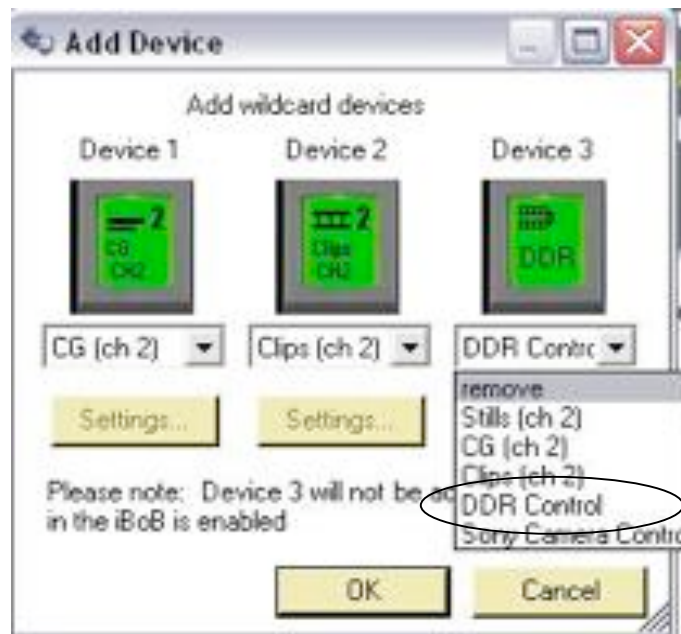 Add Device
Add wildcard devices
Device 1
Device 2
Device 3
2
CG
CH2
2
Clips
CH2
DDR
CG (ch 2)
Clips (ch 2)
DDR Contrc
Settings...
Settings...
remove
Stills (ch 2)
CG (ch 2)
Clips (ch 2)
DDR Control
Sony Camera Contro
Please note: Device 3 will not be ac
in the iBoB is enabled
OK
Cancel